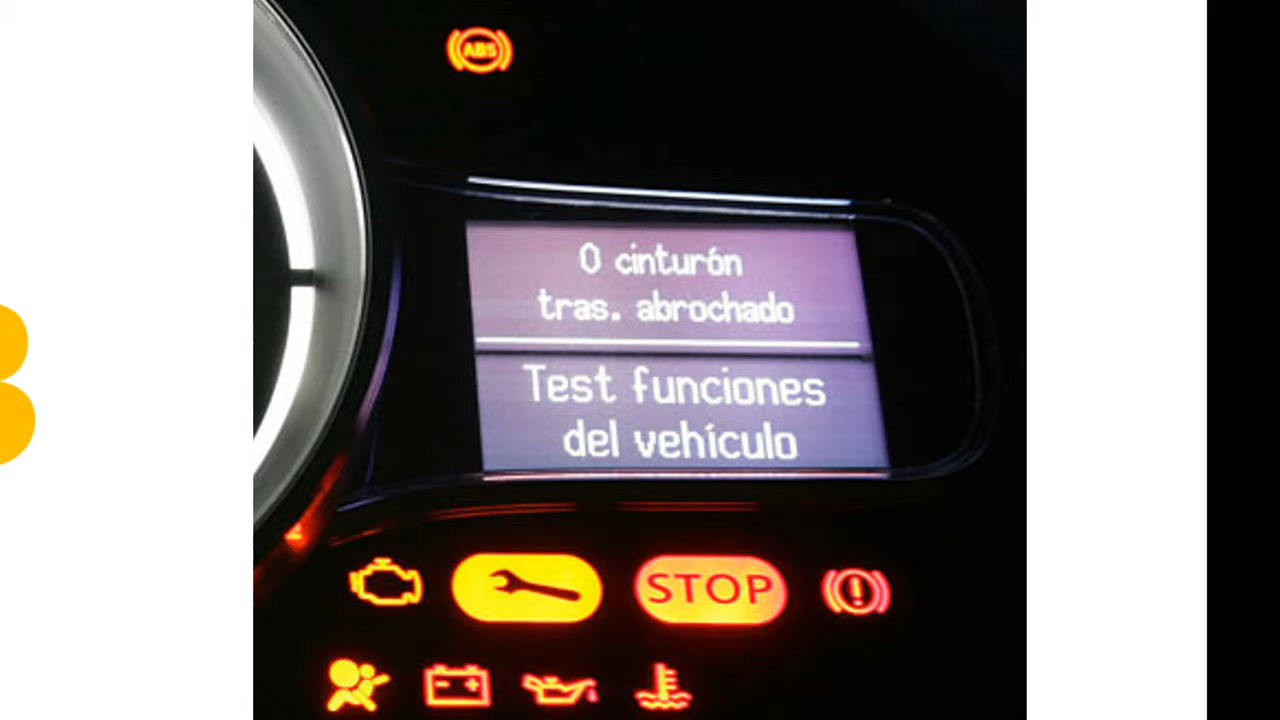 ABS
0 cinturón
tras. abrochado
Test funciones
del vehículo
STOP